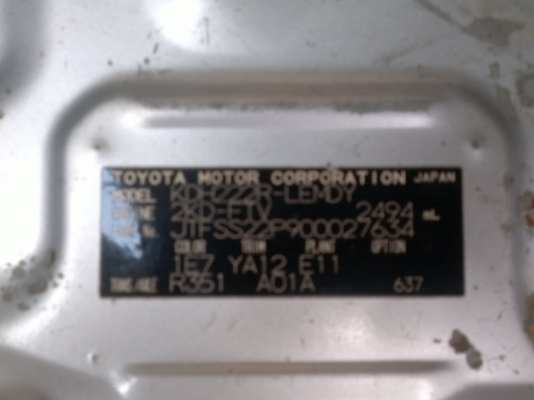 TOYOTA MOTOR CORPORATION JAPAN
MODEL KDH222R-LEMDY
ENGINE 2KD-FTV 2494 mL
FRAME No. JTFSS22P900027634
COLOR TRIM PLANT OPTION
1E7 YA12 E11
TRANS/AXLE R351 A01A 637